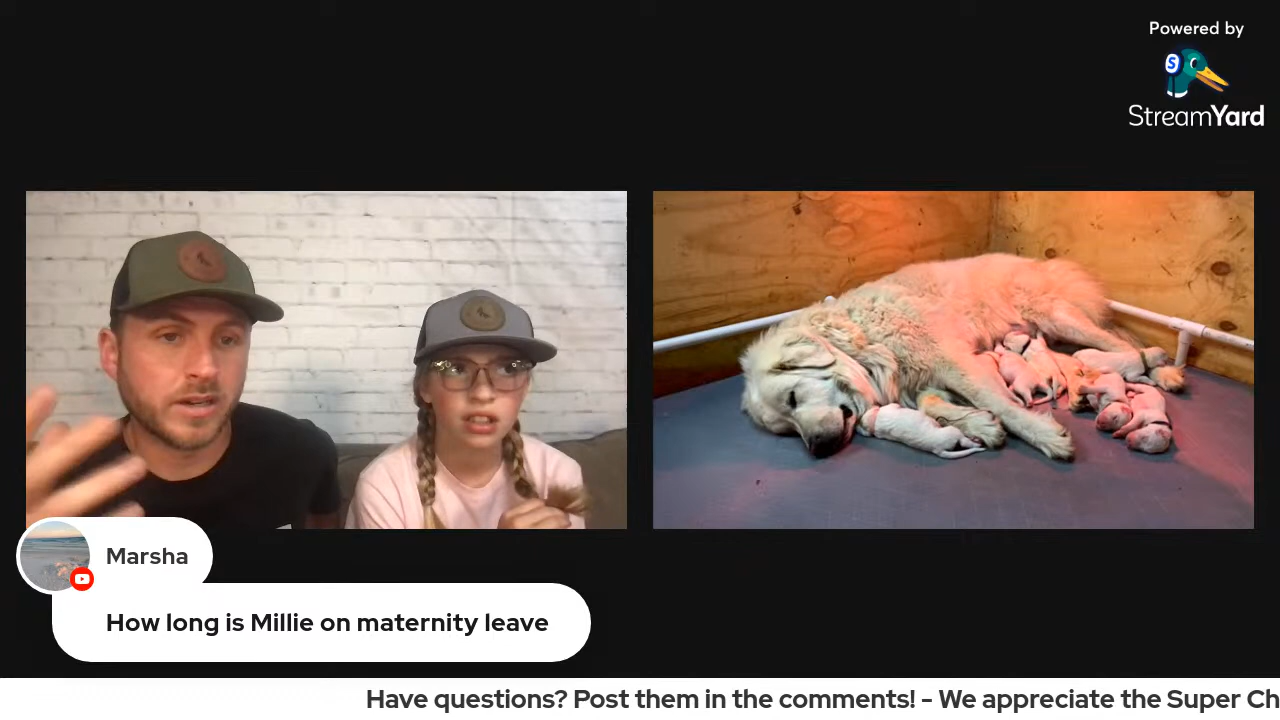 Powered by
S
StreamYard
Marsha
How long is Millie on maternity leave
Have questions? Post them in the comments! - We appreciate the Super Ch